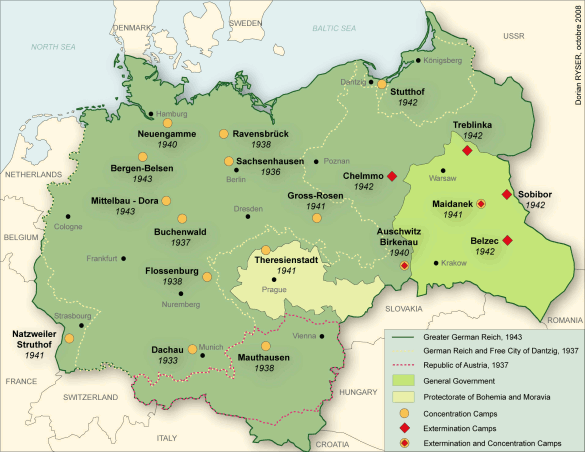 DENMARK
SWEDEN
BALTIC SEA
NORTH SEA
USSR
Dorian RYSER, octobre 2008
Königsberg
Dantzig
Stutthof
1942
Hamburg
Neuengamme
1940
Ravensbrück
1938
Treblinka
1942
Bergen-Belsen
1943
Sachsenhausen
1936
Berlin
Poznan
Chelmno
1942
Warsaw
NETHERLANDS
Mittelbau - Dora
1943
Gross-Rosen
1941
Maidanek
1941
Sobibor
1942
Cologne
Dresden
Buchenwald
1937
Auschwitz
Birkenau
1940
Belzec
1942
BELGIUM
Frankfurt
Theresienstadt
1941
Krakow
Flossenburg
1938
Prague
Nuremberg
SLOVAKIA
ROMANIA
Strasbourg
Natzweiler
Struthof
1941
Vienna
Dachau
1933
Munich
Mauthausen
1938
FRANCE
SWITZERLAND
HUNGARY
ITALY
CROATIA
Greater German Reich, 1943
German Reich and Free City of Dantzig, 1937
Republic of Austria, 1937
General Government
Protectorate of Bohemia and Moravia
Concentration Camps
Extermination Camps
Extermination and Concentration Camps